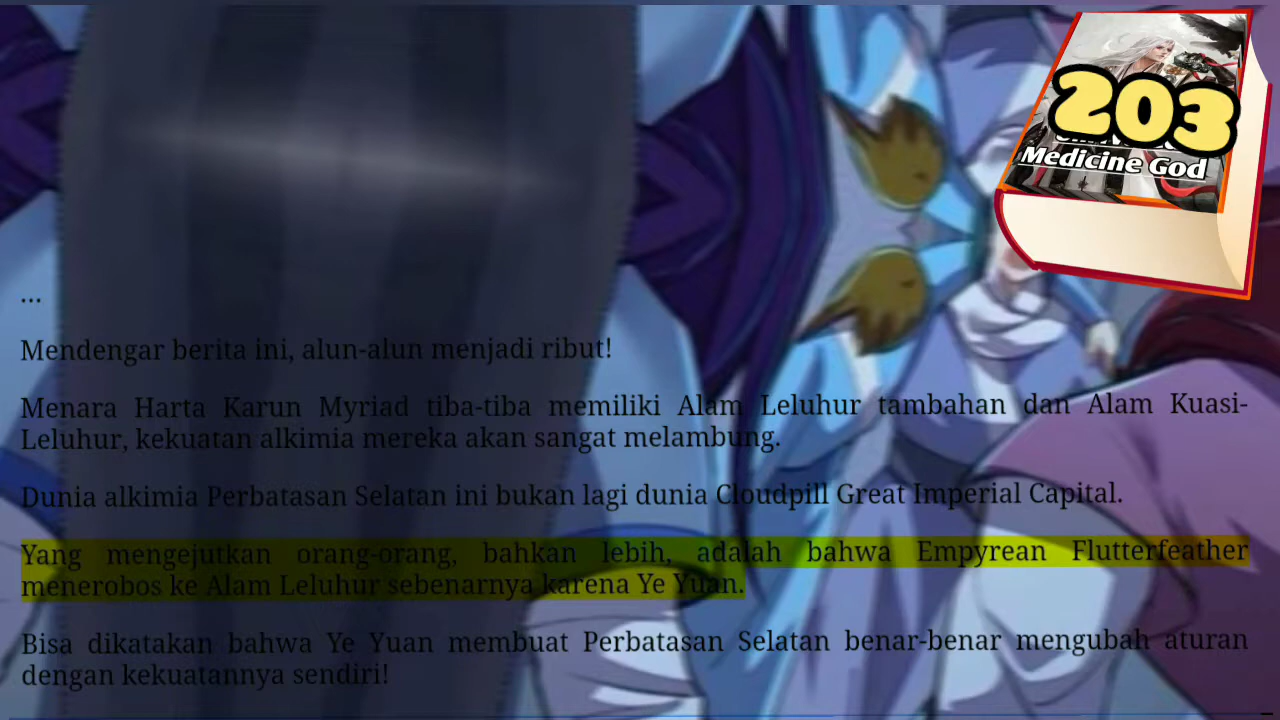 203
Medicine God
...
Mendengar berita ini, alun-alun menjadi ribut!
Menara Harta Karun Myriad tiba-tiba memiliki Alam Leluhur tambahan dan Alam Kuasi-
Leluhur, kekuatan alkimia mereka akan sangat melambung.
Dunia alkimia Perbatasan Selatan ini bukan lagi dunia Cloudpill Great Imperial Capital.
Yang mengejutkan orang-orang, bahkan lebih, adalah bahwa Empyrean Flutterfeather
menerobos ke Alam Leluhur sebenarnya karena Ye Yuan.
Bisa dikatakan bahwa Ye Yuan membuat Perbatasan Selatan benar-benar mengubah aturan
dengan kekuatannya sendiri!